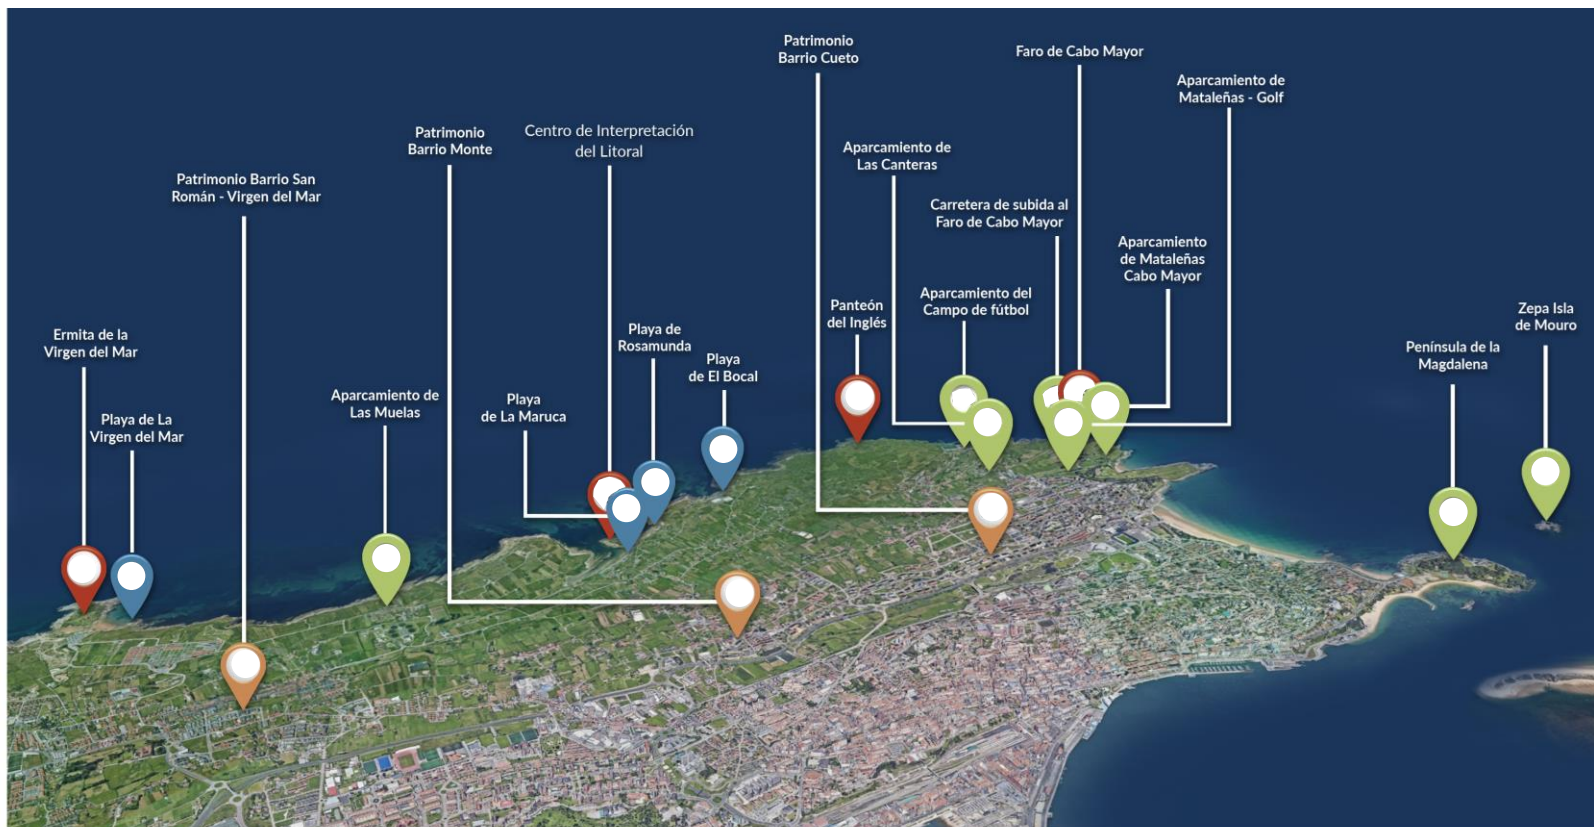 Patrimonio
Barrio Cueto
Faro de Cabo Mayor
Aparcamiento de
Mataleñas - Golf
Patrimonio
Barrio Monte
Centro de Interpretación
del Litoral
Aparcamiento de
Las Canteras
Patrimonio Barrio San
Román - Virgen del Mar
Carretera de subida al
Faro de Cabo Mayor
Aparcamiento
de Mataleñas
Cabo Mayor
Aparcamiento del
Campo de fútbol
Panteón
del Inglés
Zepa Isla
de Mouro
Ermita de la
Virgen del Mar
Playa de
Rosamunda
Península de la
Magdalena
Playa
de El Bocal
Aparcamiento de
Las Muelas
Playa
de La Maruca
Playa de La
Virgen del Mar